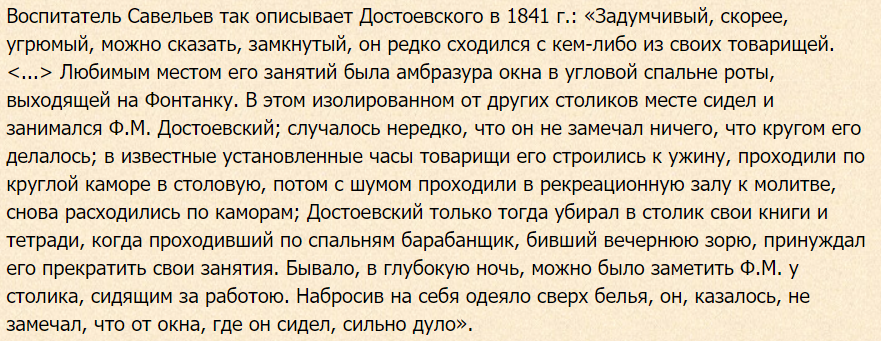 Воспитатель Савельев так описывает Достоевского в 1841 г.: «Задумчивый, скорее,
угрюмый, можно сказать, замкнутый, он редко сходился с кем-либо из своих товарищей.
<...> Любимым местом его занятий была амбразура окна в угловой спальне роты,
выходящей на Фонтанку. В этом изолированном от других столиков месте сидел и
занимался Ф.М. Достоевский; случалось нередко, что он не замечал ничего, что кругом его
делалось; в известные установленные часы товарищи его строились к ужину, проходили по
круглой каморе в столовую, потом с шумом проходили в рекреационную залу к молитве,
снова расходились по каморам; Достоевский только тогда убирал в столик свои книги и
тетради, когда проходивший по спальням барабанщик, бивший вечернюю зорю, принуждал
его прекратить свои занятия. Бывало, в глубокую ночь, можно было заметить Ф.М. у
столика, сидящим за работою. Набросив на себя одеяло сверх белья, он, казалось, не
замечал, что от окна, где он сидел, сильно дуло».